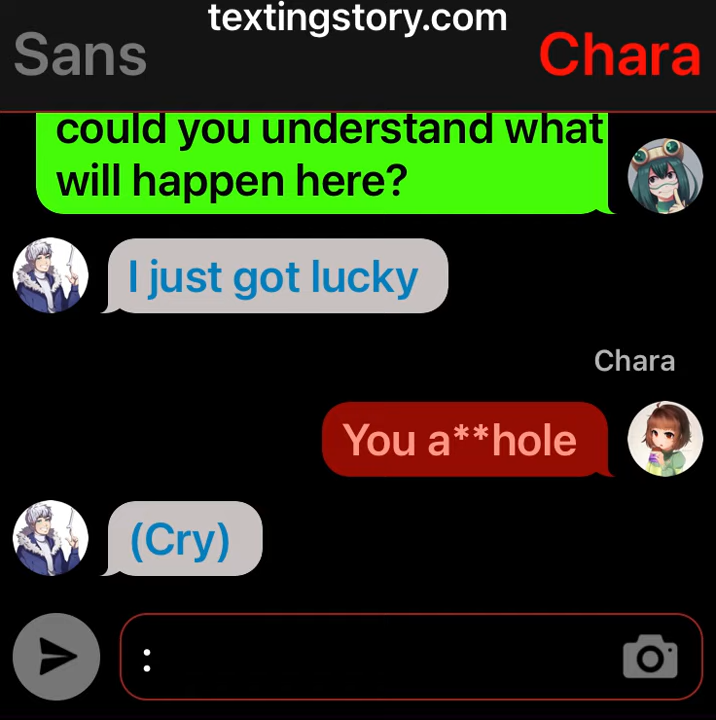 textingstory.com
Sans
Chara
could you understand what
will happen here?
I just got lucky
Chara
You a**hole
(Cry)
: